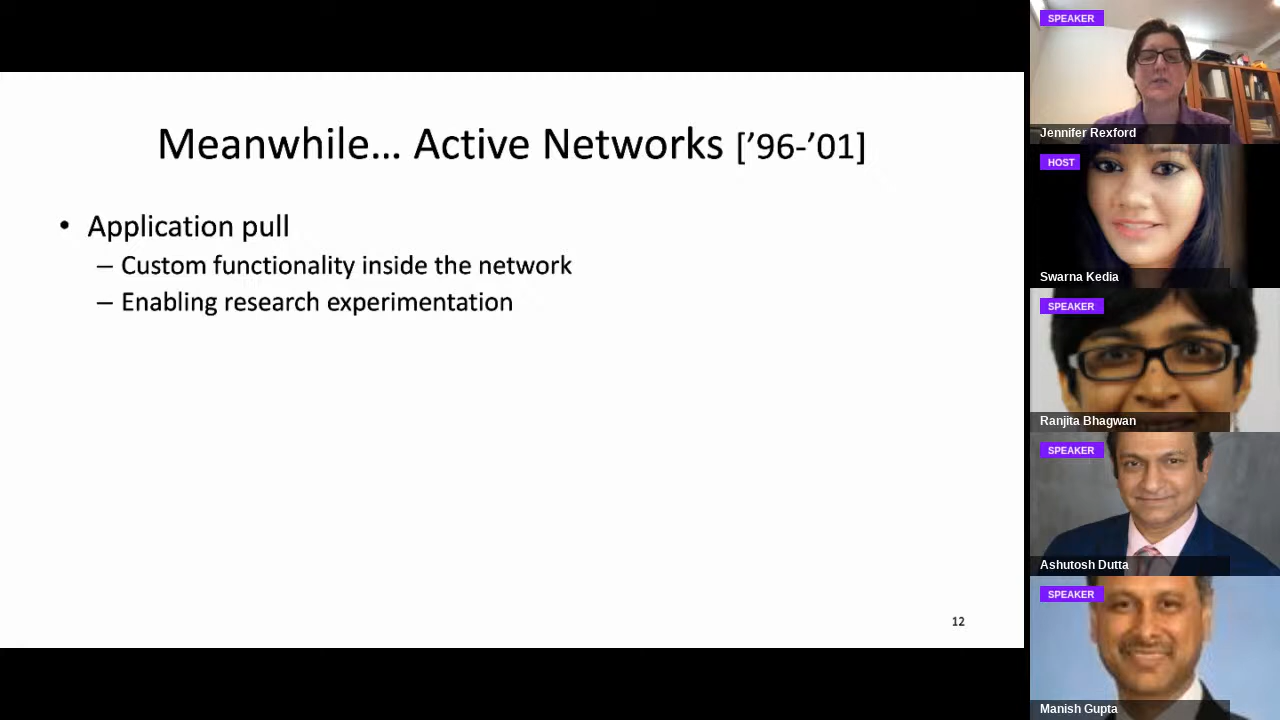 Meanwhile… Active Networks [’96-’01]
• Application pull
– Custom functionality inside the network
– Enabling research experimentation
12
SPEAKER
Jennifer Rexford
HOST
Swarna Kedia
SPEAKER
Ranjita Bhagwan
SPEAKER
Ashutosh Dutta
SPEAKER
Manish Gupta